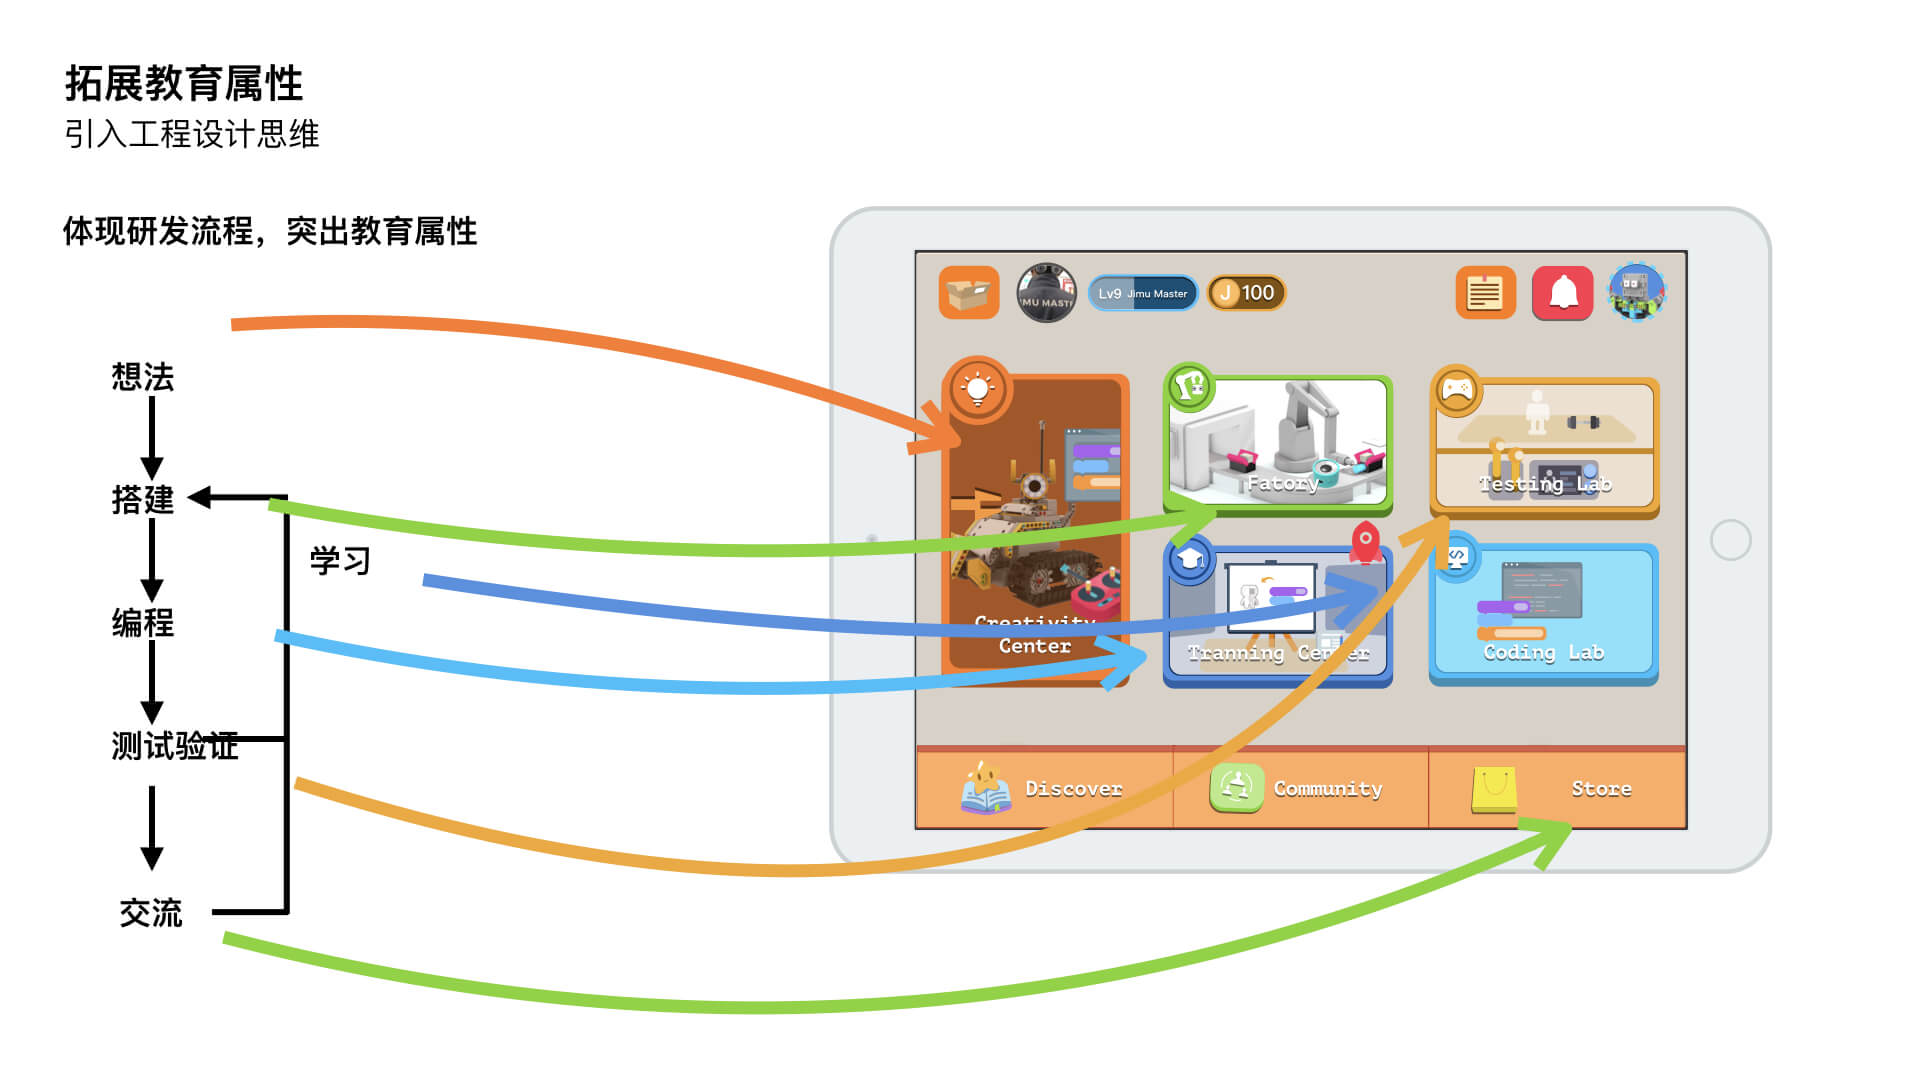 拓展教育属性
引入工程设计思维
体现研发流程，突出教育属性
想法
搭建
学习
编程
测试验证
交流
MU MAST
Lv9 Jimu Master
J 100
Fatory
Testing Lab
Creativity
Center
Tranning Center
Coding Lab
Discover
Community
Store